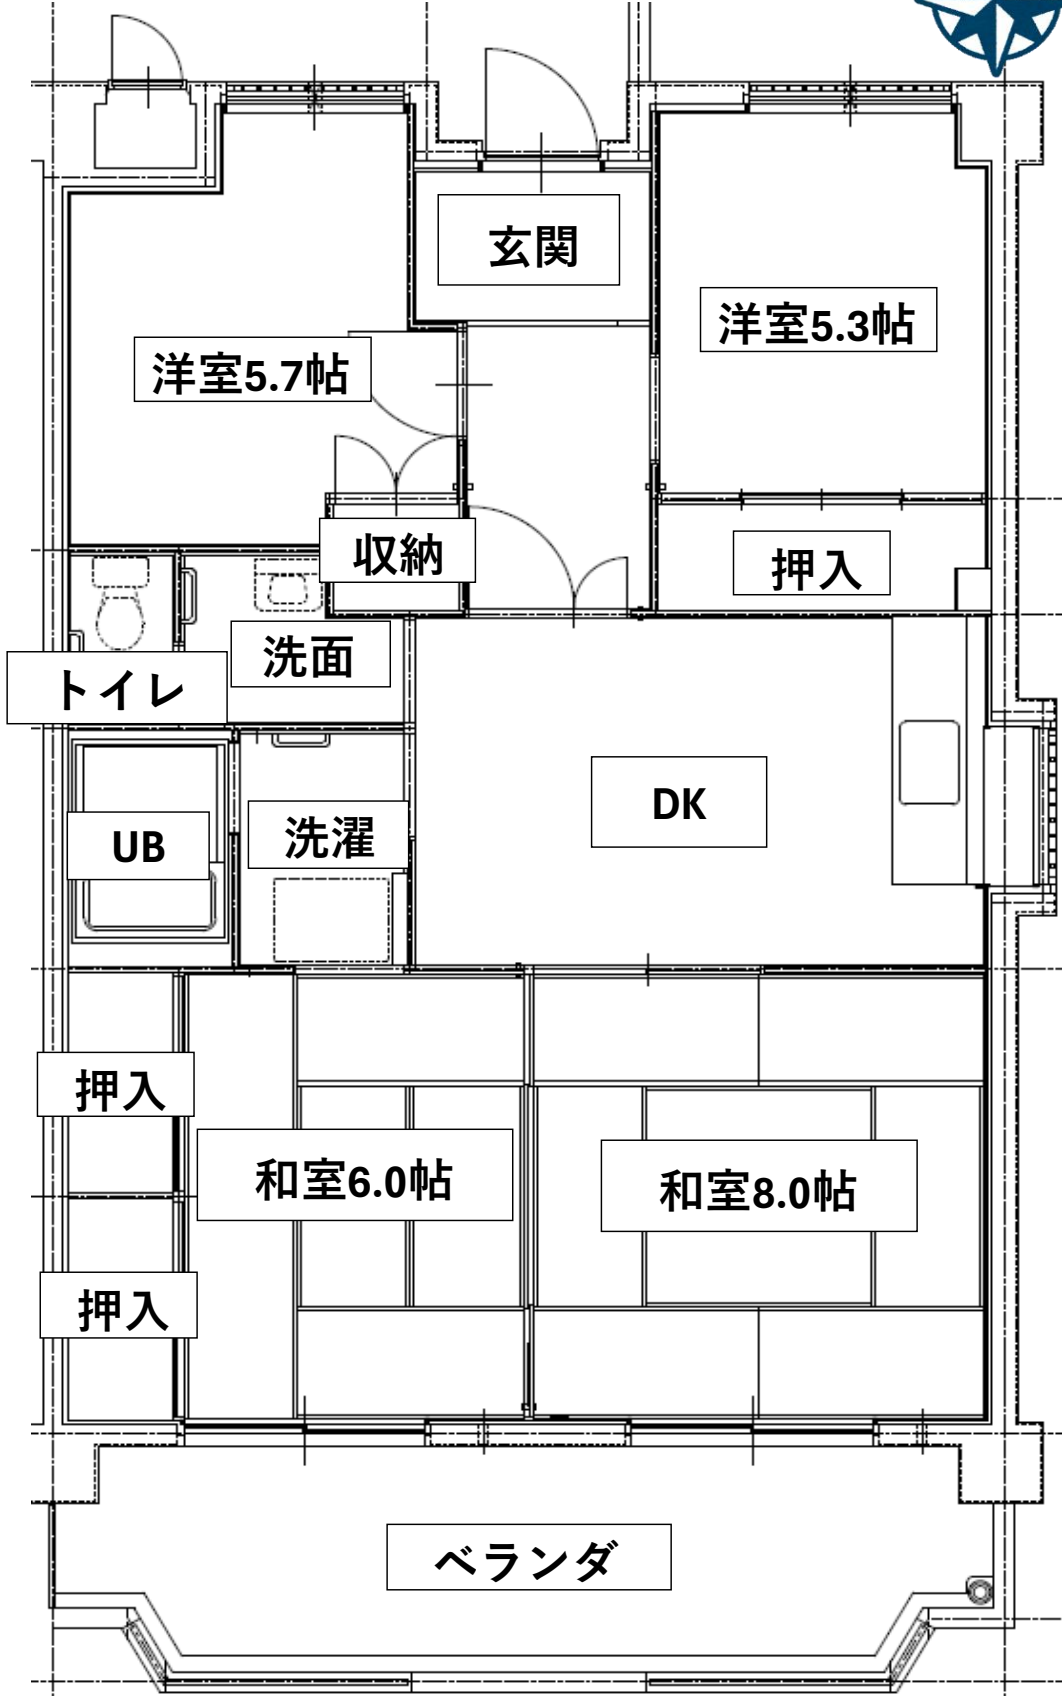 玄関
洋室5.3帖
洋室5.7帖
収納
押入
洗面
トイレ
DK
洗濯
UB
押入
和室6.0帖
和室8.0帖
押入
ベランダ